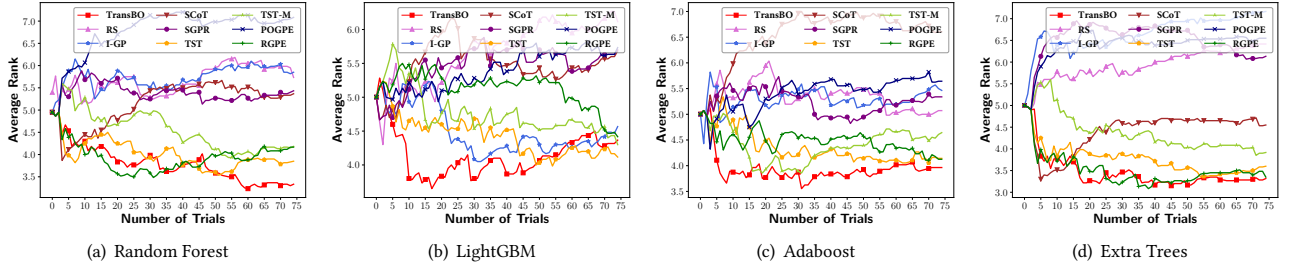 TransBO SCoT TST-M
RS SGPR POGPE
I-GP TST RGPE
Average Rank
7.0
6.5
6.0
5.5
5.0
4.5
4.0
3.5
0 5 10 15 20 25 30 35 40 45 50 55 60 65 70 75
Number of Trials
(a) Random Forest
TransBO SCoT TST-M
RS SGPR POGPE
I-GP TST RGPE
Average Rank
6.0
5.5
5.0
4.5
4.0
0 5 10 15 20 25 30 35 40 45 50 55 60 65 70 75
Number of Trials
(b) LightGBM
TransBO SCoT TST-M
RS SGPR POGPE
I-GP TST RGPE
Average Rank
7.0
6.5
6.0
5.5
5.0
4.5
4.0
3.5
0 5 10 15 20 25 30 35 40 45 50 55 60 65 70 75
Number of Trials
(c) Adaboost
TransBO SCoT TST-M
RS SGPR POGPE
I-GP TST RGPE
Average Rank
7.0
6.5
6.0
5.5
5.0
4.5
4.0
3.5
3.0
0 5 10 15 20 25 30 35 40 45 50 55 60 65 70 75
Number of Trials
(d) Extra Trees